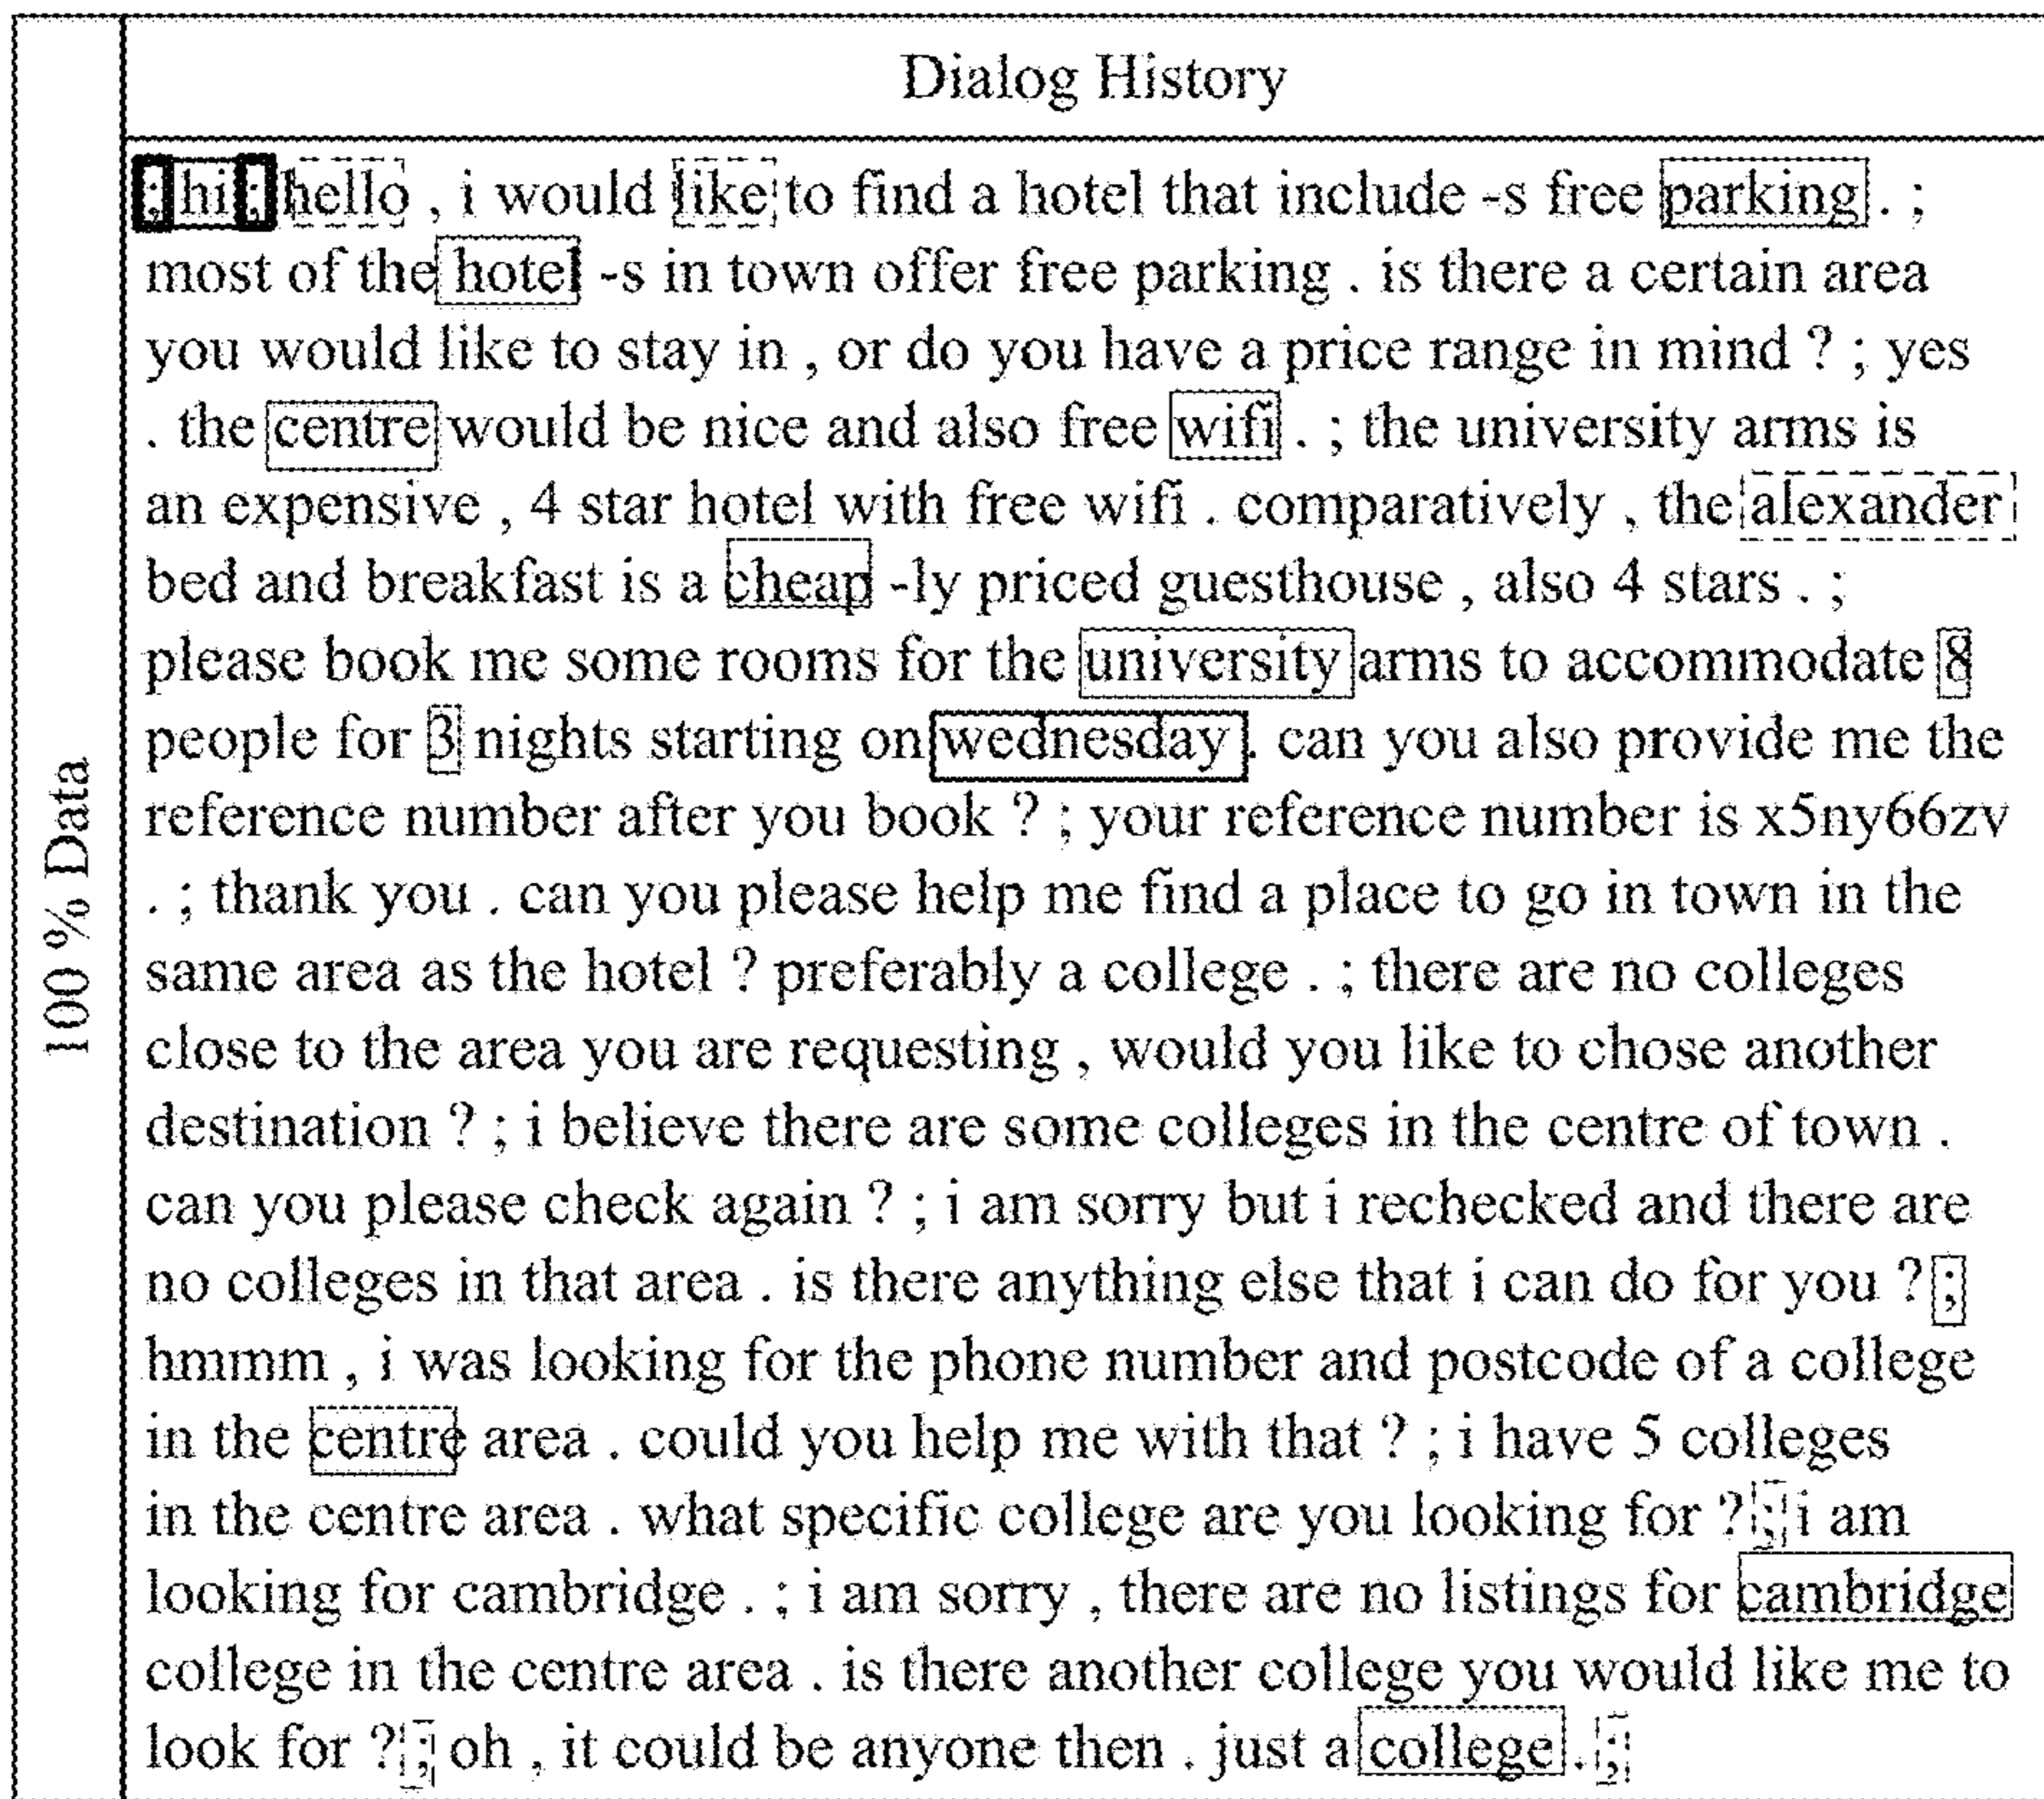 Dialog History
100 % Data
; hi ; hello , i would like to find a hotel that include -s free parking . ;
most of the hotel -s in town offer free parking . is there a certain area
you would like to stay in , or do you have a price range in mind ? ; yes
. the centre would be nice and also free wifi . ; the university arms is
an expensive , 4 star hotel with free wifi . comparatively , the alexander
bed and breakfast is a cheap -ly priced guesthouse , also 4 stars . ;
please book me some rooms for the university arms to accommodate 8
people for 3 nights starting on wednesday . can you also provide me the
reference number after you book ? ; your reference number is x5ny66zv
. ; thank you . can you please help me find a place to go in town in the
same area as the hotel ? preferably a college . ; there are no colleges
close to the area you are requesting , would you like to chose another
destination ? ; i believe there are some colleges in the centre of town .
can you please check again ? ; i am sorry but i rechecked and there are
no colleges in that area . is there anything else that i can do for you ? ;
hmmm , i was looking for the phone number and postcode of a college
in the centre area . could you help me with that ? ; i have 5 colleges
in the centre area . what specific college are you looking for ? ; i am
looking for cambridge . ; i am sorry , there are no listings for cambridge
college in the centre area . is there another college you would like me to
look for ? ; oh , it could be anyone then . just a college . ;